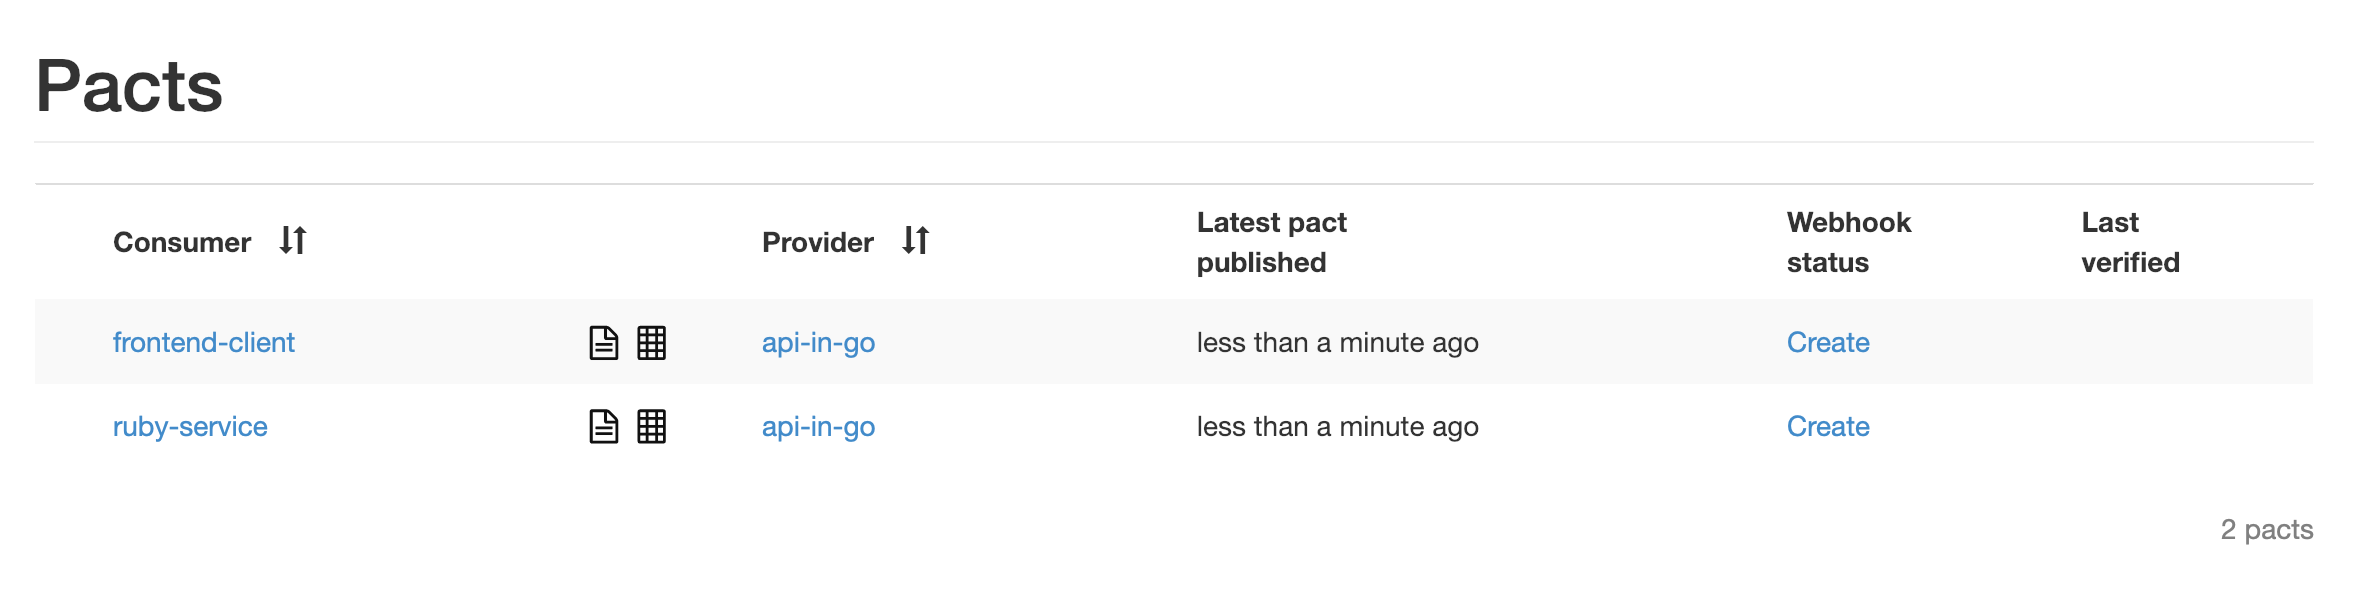 Pacts
Consumer Provider Latest pact published Webhook status Last verified
frontend-client api-in-go less than a minute ago Create
ruby-service api-in-go less than a minute ago Create
2 pacts